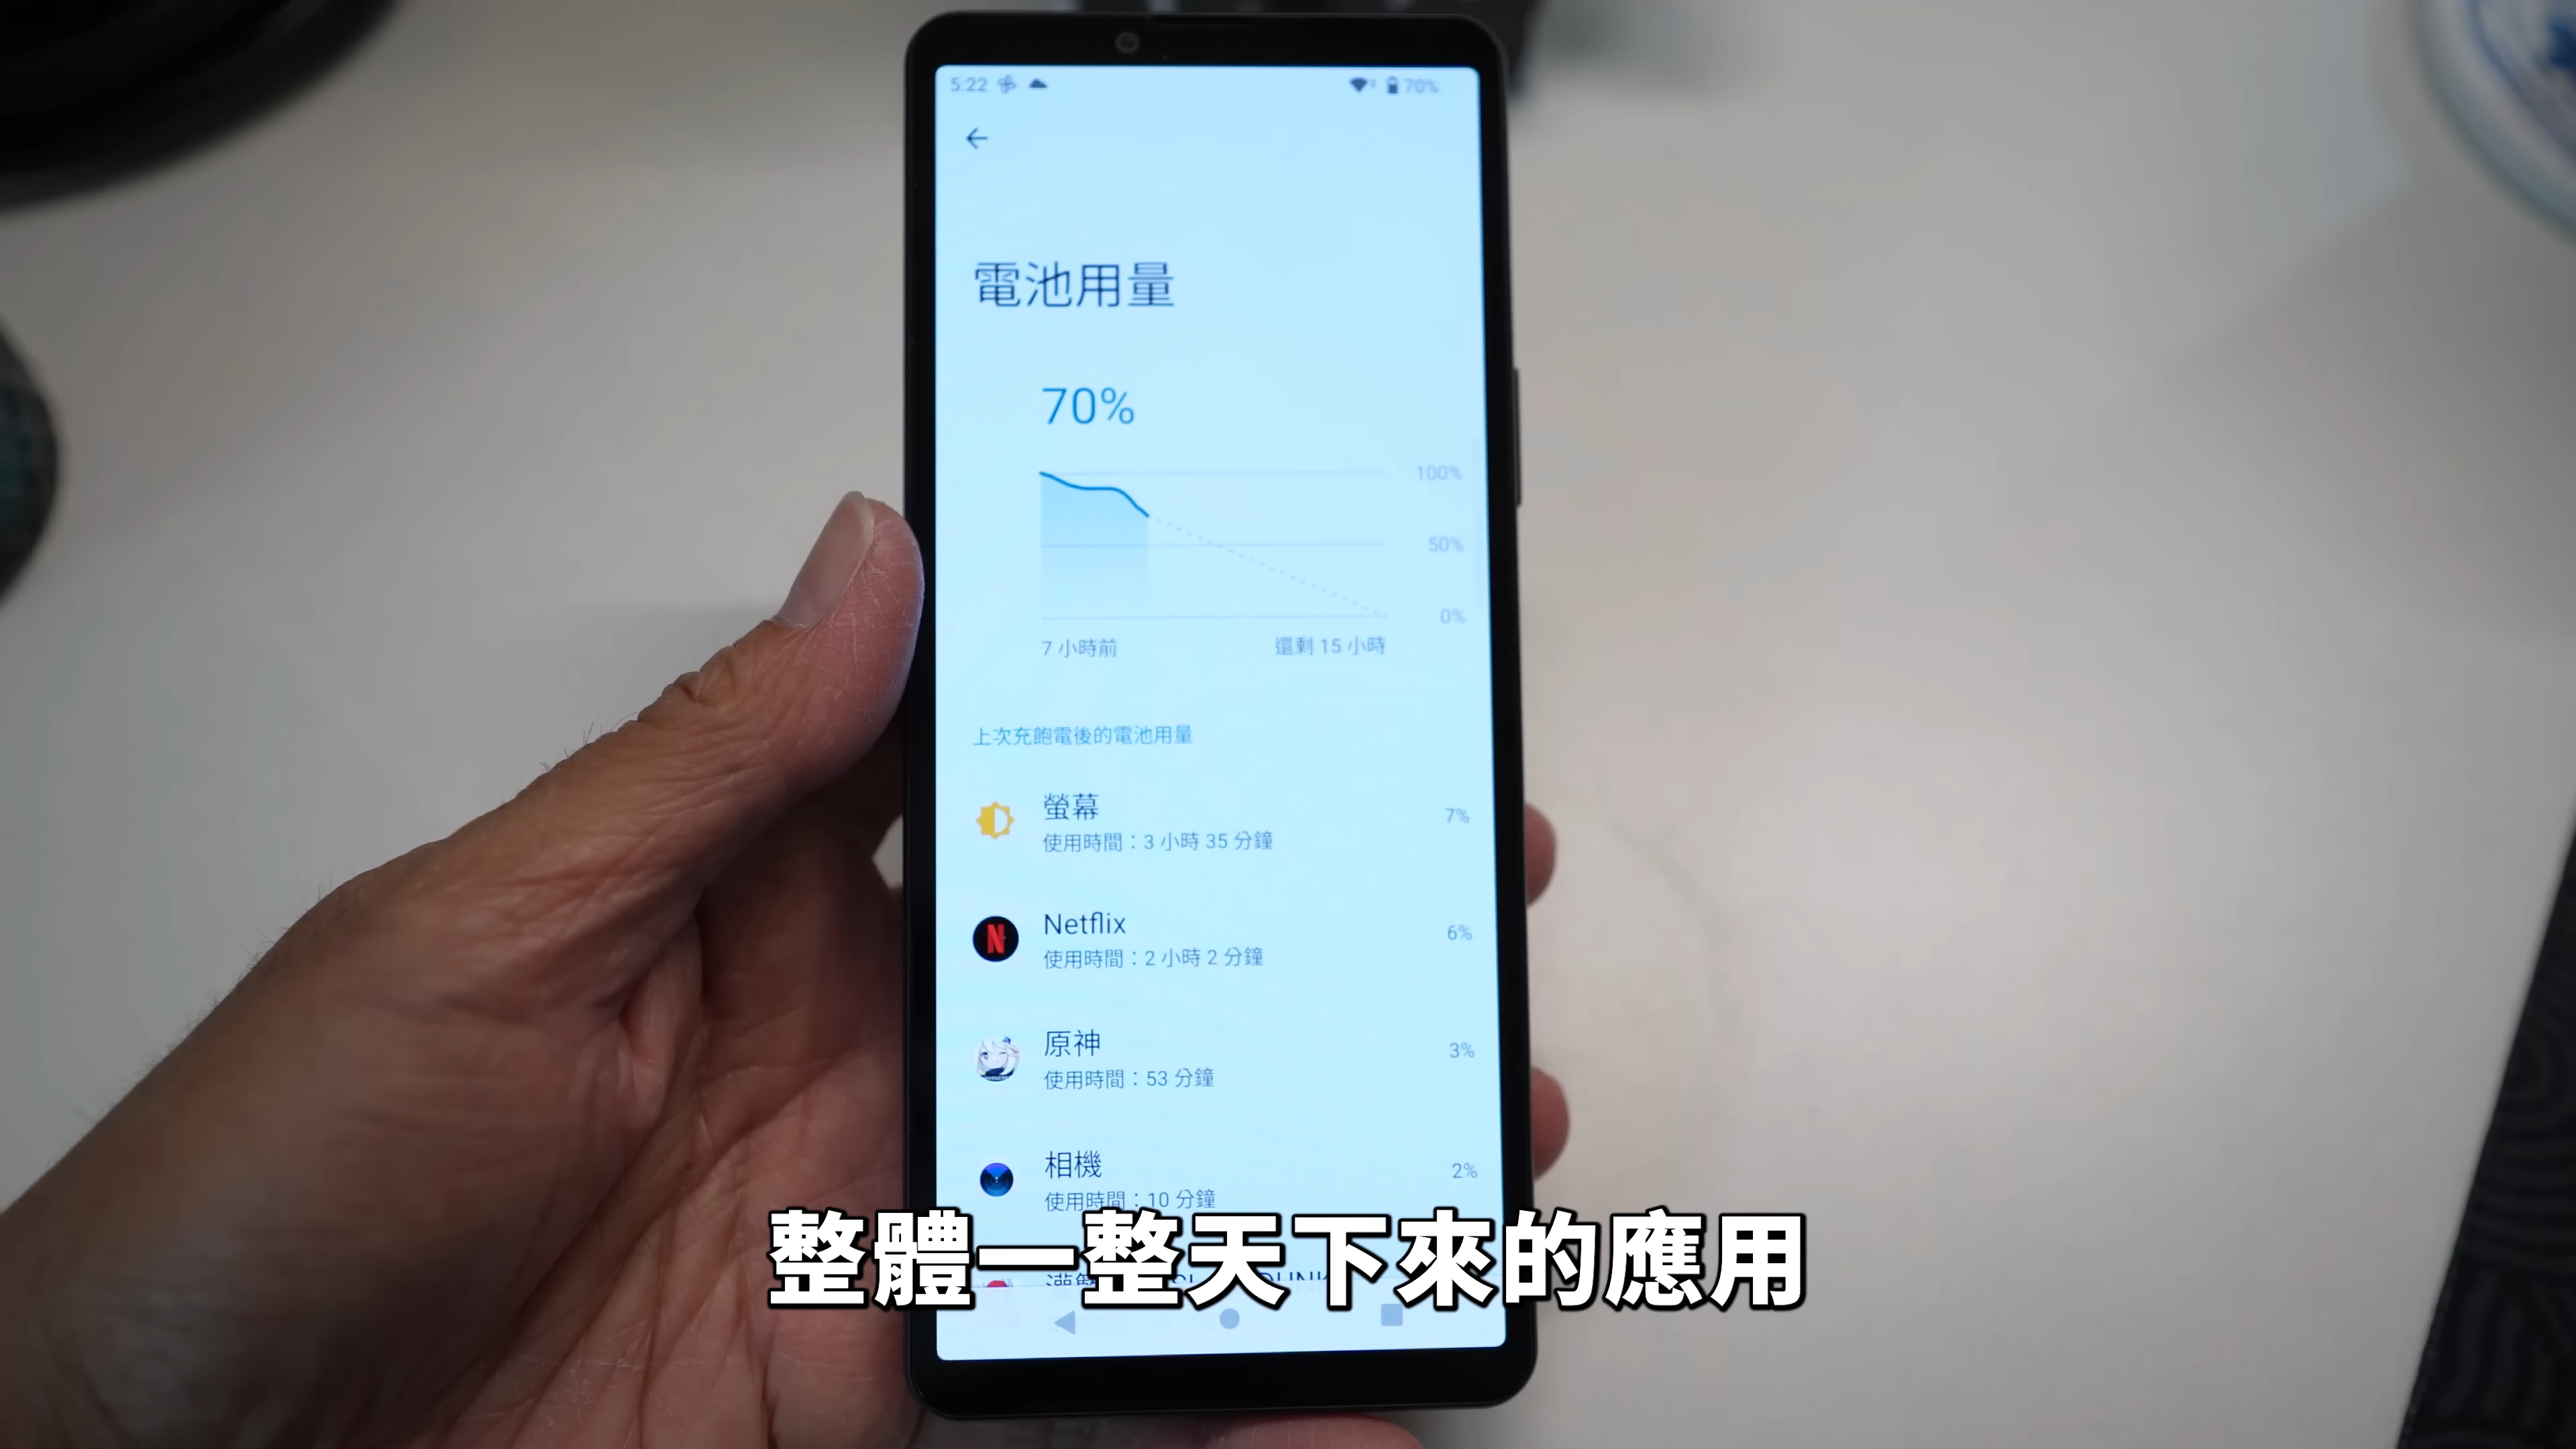 5:22
70%
電池用量
70%
100%
50%
0%
7 小時前
還剩 15 小時
上次充飽電後的電池用量
螢幕
7%
使用時間：3 小時 35 分鐘
Netflix
6%
使用時間：2 小時 2 分鐘
原神
3%
使用時間：53 分鐘
相機
2%
使用時間：10 分鐘
整體一整天下來的應用